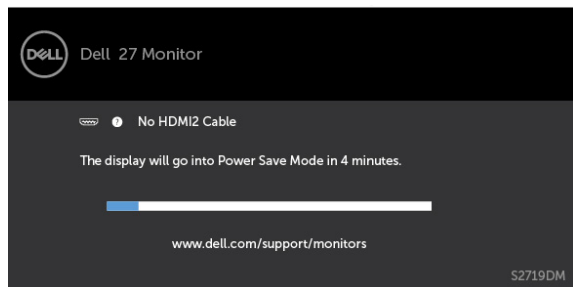 DELL
Dell 27 Monitor
? No HDMI2 Cable
The display will go into Power Save Mode in 4 minutes.
www.dell.com/support/monitors
S2719DM